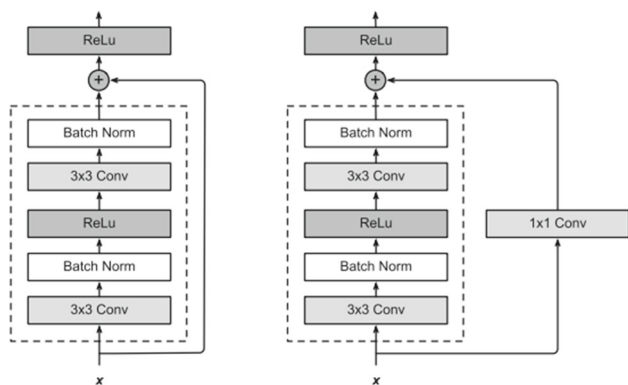 ReLu
+
Batch Norm
3x3 Conv
ReLu
Batch Norm
3x3 Conv
x
ReLu
+
Batch Norm
3x3 Conv
ReLu
1x1 Conv
Batch Norm
3x3 Conv
x